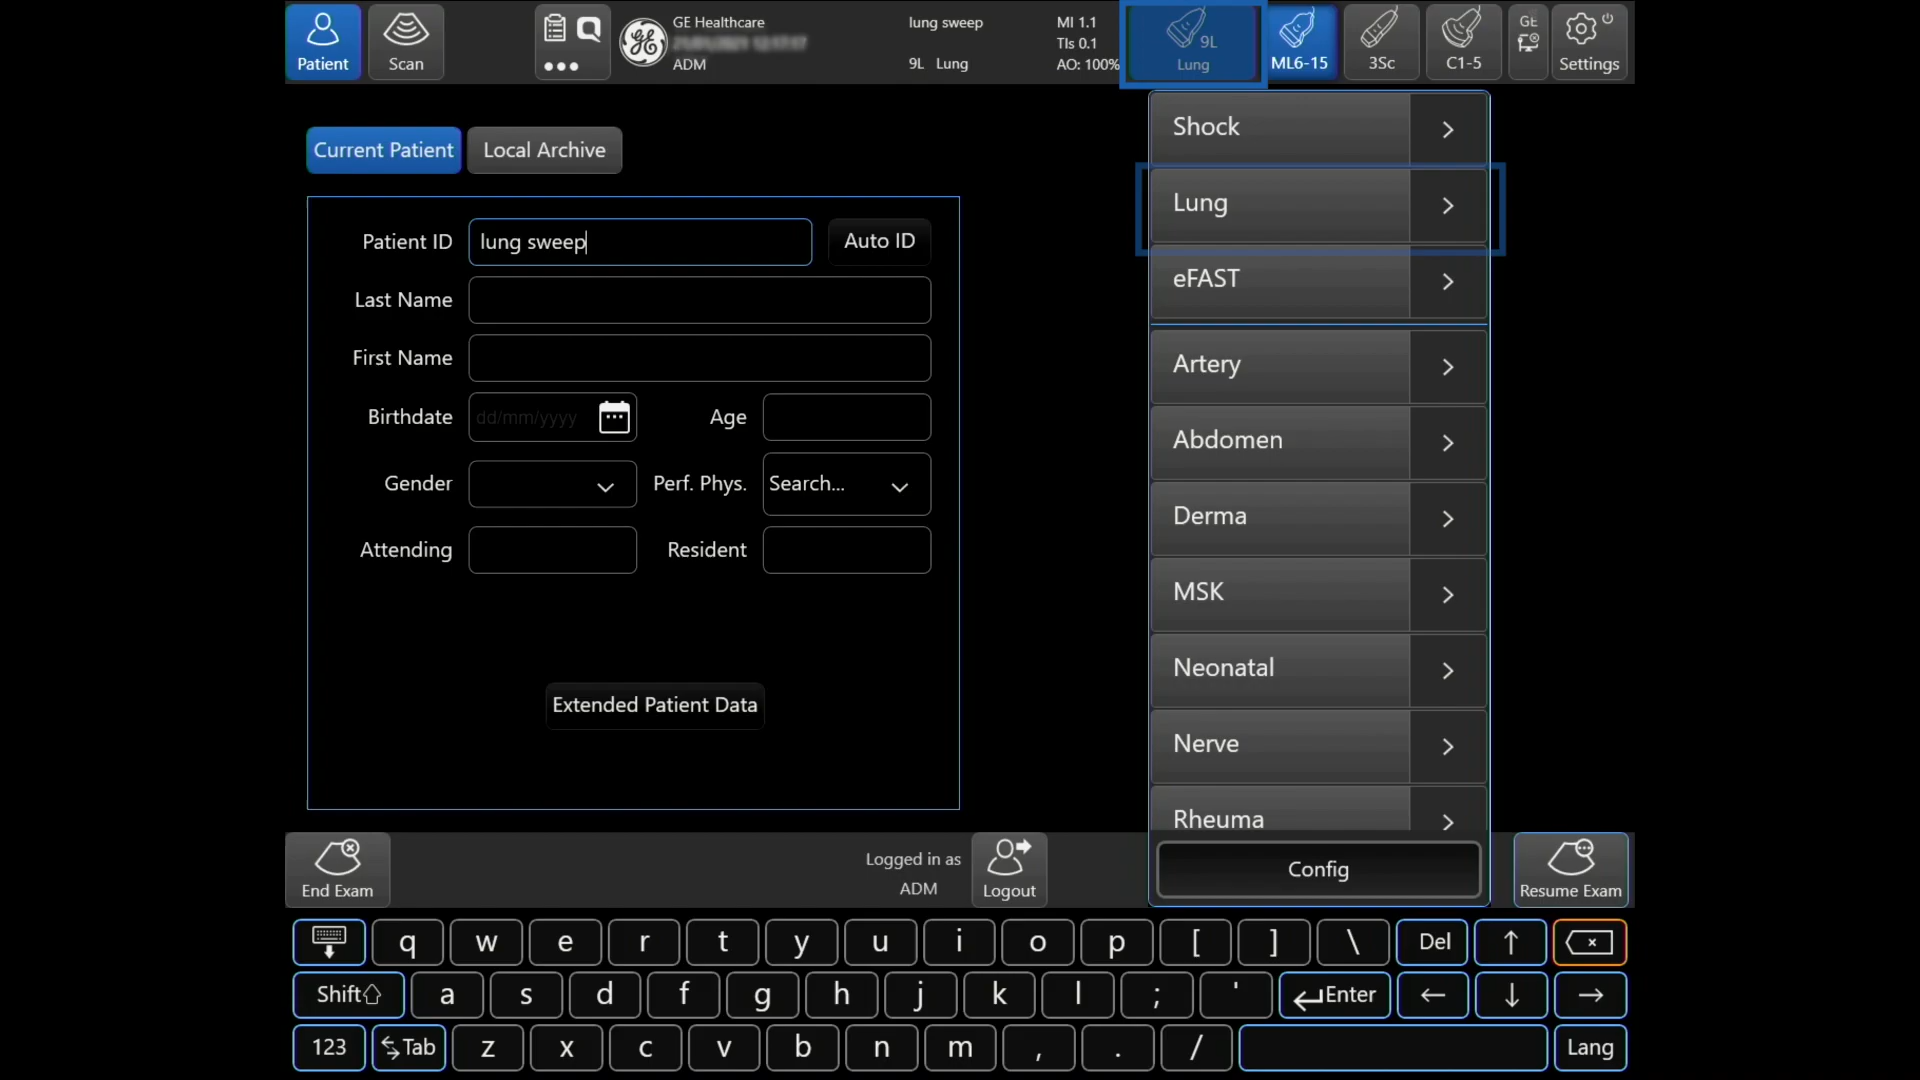 Patient
Scan
GE Healthcare
ADM
lung sweep
9L Lung
MI 1.1
TIs 0.1
AO: 100%
9L
Lung
ML6-15
3Sc
C1-5
GE
Settings
Current Patient
Local Archive
Patient ID
lung sweep
Auto ID
Last Name
First Name
Birthdate
dd/mm/yyyy
Age
Gender
Perf. Phys.
Search...
Attending
Resident
Extended Patient Data
Shock
Lung
eFAST
Artery
Abdomen
Derma
MSK
Neonatal
Nerve
Rheuma
Config
End Exam
Logged in as
ADM
Logout
Resume Exam
q w e r t y u i o p [ ] \ Del ↑
Shift a s d f g h j k l ; ' Enter ← ↓ →
123 Tab z x c v b n m , . / Lang